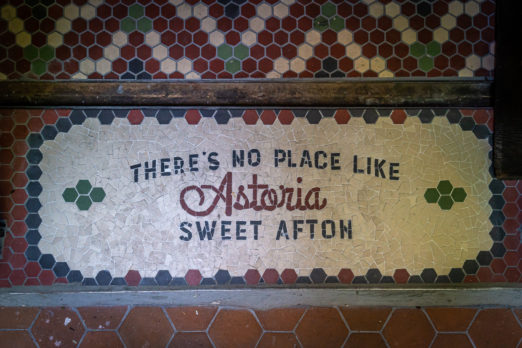 THERE'S NO PLACE LIKE
Astoria
SWEET AFTON